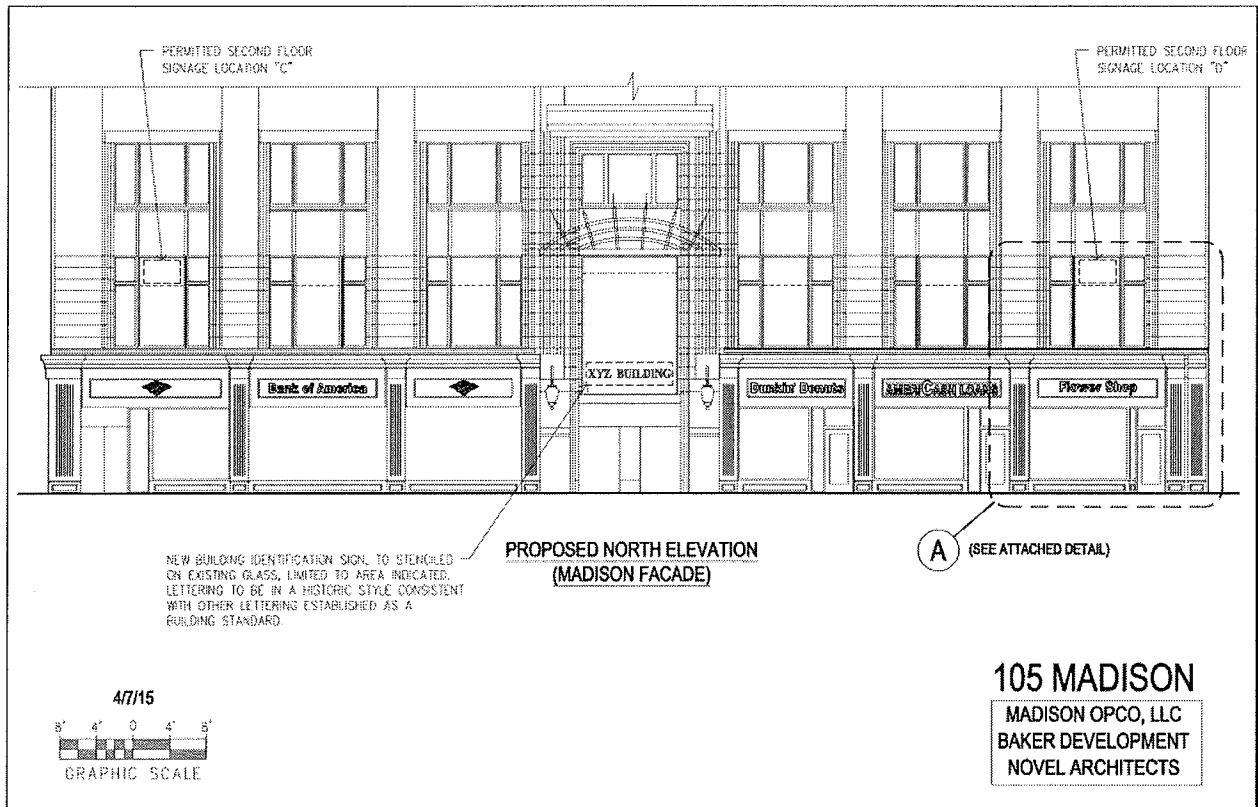 PERMITTED SECOND FLOOR
SIGNAGE LOCATION "C"
PERMITTED SECOND FLOOR
SIGNAGE LOCATION "D"
XYZ BUILDING
Bank of America
Dunkin' Donuts
AMERICASH LOANS
Flower Shop
NEW BUILDING IDENTIFICATION SIGN, TO STENCILED
ON EXISTING GLASS, LIMITED TO AREA INDICATED.
LETTERING TO BE IN A HISTORIC STYLE CONSISTENT
WITH OTHER LETTERING ESTABLISHED AS A
BUILDING STANDARD.
PROPOSED NORTH ELEVATION
(MADISON FACADE)
A (SEE ATTACHED DETAIL)
4/7/15
8' 4' 0 4' 8'
GRAPHIC SCALE
105 MADISON
MADISON OPCO, LLC
BAKER DEVELOPMENT
NOVEL ARCHITECTS